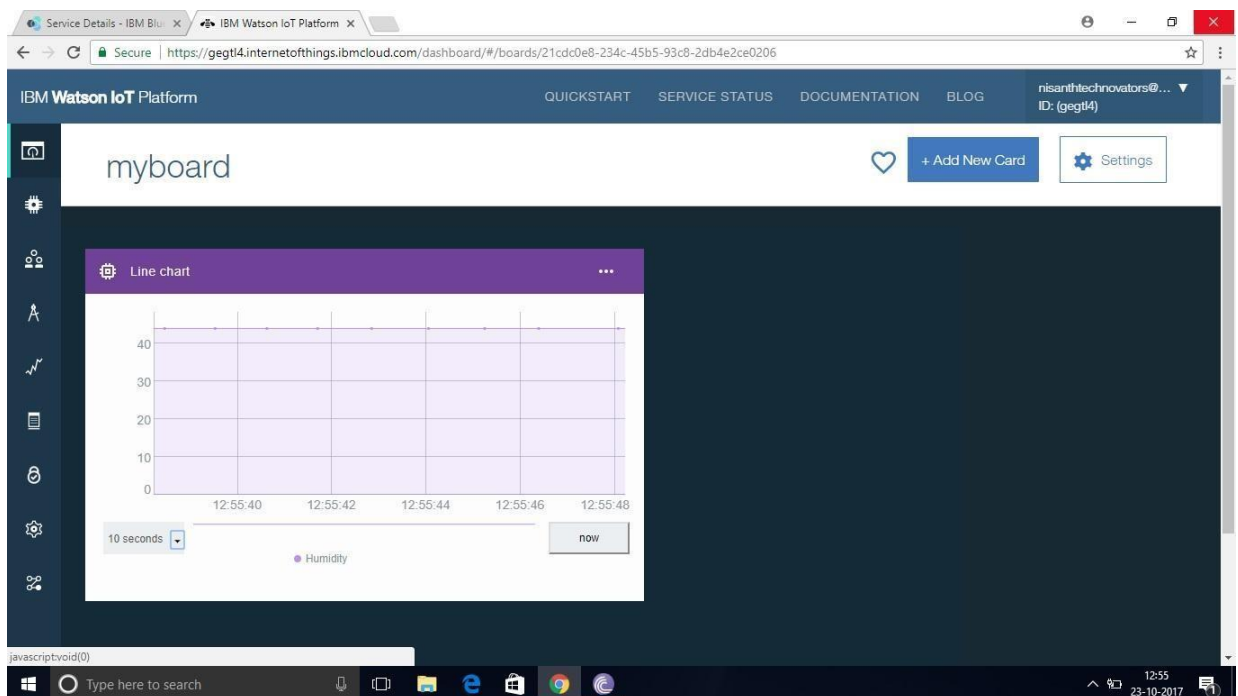 Service Details - IBM Blu
IBM Watson IoT Platform
Secure | https://gegtl4.internetofthings.ibmcloud.com/dashboard/#/boards/21cdc0e8-234c-45b5-93c8-2db4e2ce0206
IBM Watson IoT Platform
QUICKSTART SERVICE STATUS DOCUMENTATION BLOG
nisanthtechnovators@...
ID: (gegtl4)
myboard
+ Add New Card
Settings
Line chart
40
30
20
10
0
12:55:40 12:55:42 12:55:44 12:55:46 12:55:48
10 seconds
now
Humidity
javascript:void(0)
Type here to search
12:55
23-10-2017